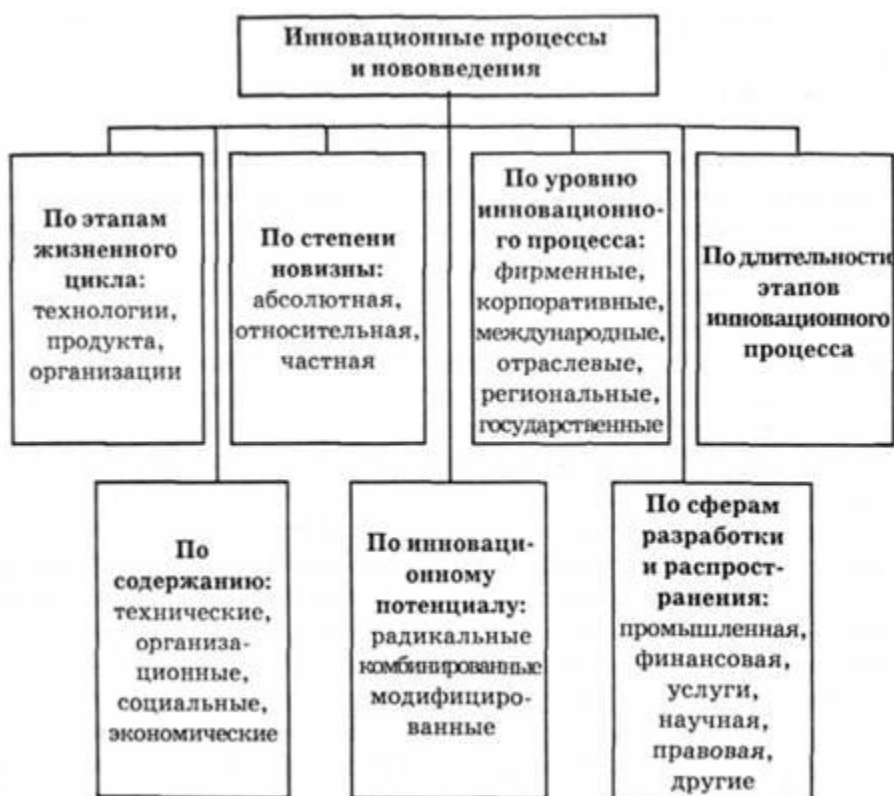 Инновационные процессы
и нововведения
По этапам
жизненного
цикла:
технологии,
продукта,
организации
По степени
новизны:
абсолютная,
относительная,
частная
По уровню
инновационно-
го процесса:
фирменные,
корпоративные,
международные,
отраслевые,
региональные,
государственные
По длительности
этапов
инновационного
процесса
По
содержанию:
технические,
организа-
ционные,
социальные,
экономические
По инноваци-
онному
потенциалу:
радикальные
комбинированные
модифициро-
ванные
По сферам
разработки
и распрост-
ранения:
промышленная,
финансовая,
услуги,
научная,
правовая,
другие